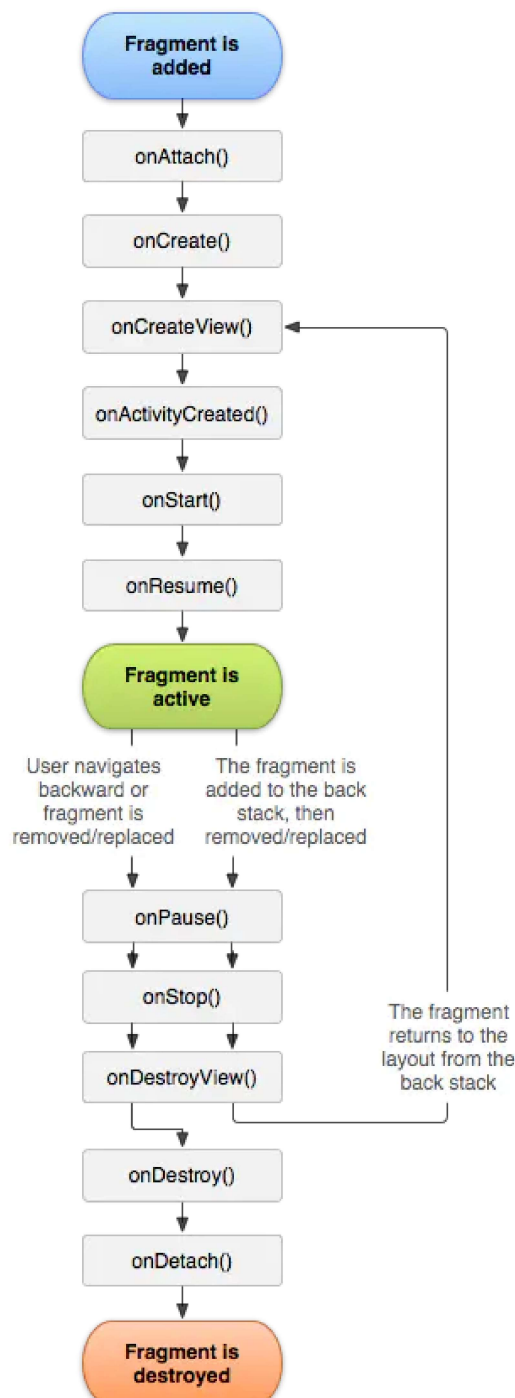 Fragment is
added
onAttach()
onCreate()
onCreateView()
onActivityCreated()
onStart()
onResume()
Fragment is
active
User navigates
backward or
fragment is
removed/replaced
The fragment is
added to the back
stack, then
removed/replaced
onPause()
onStop()
The fragment
returns to the
layout from the
back stack
onDestroyView()
onDestroy()
onDetach()
Fragment is
destroyed